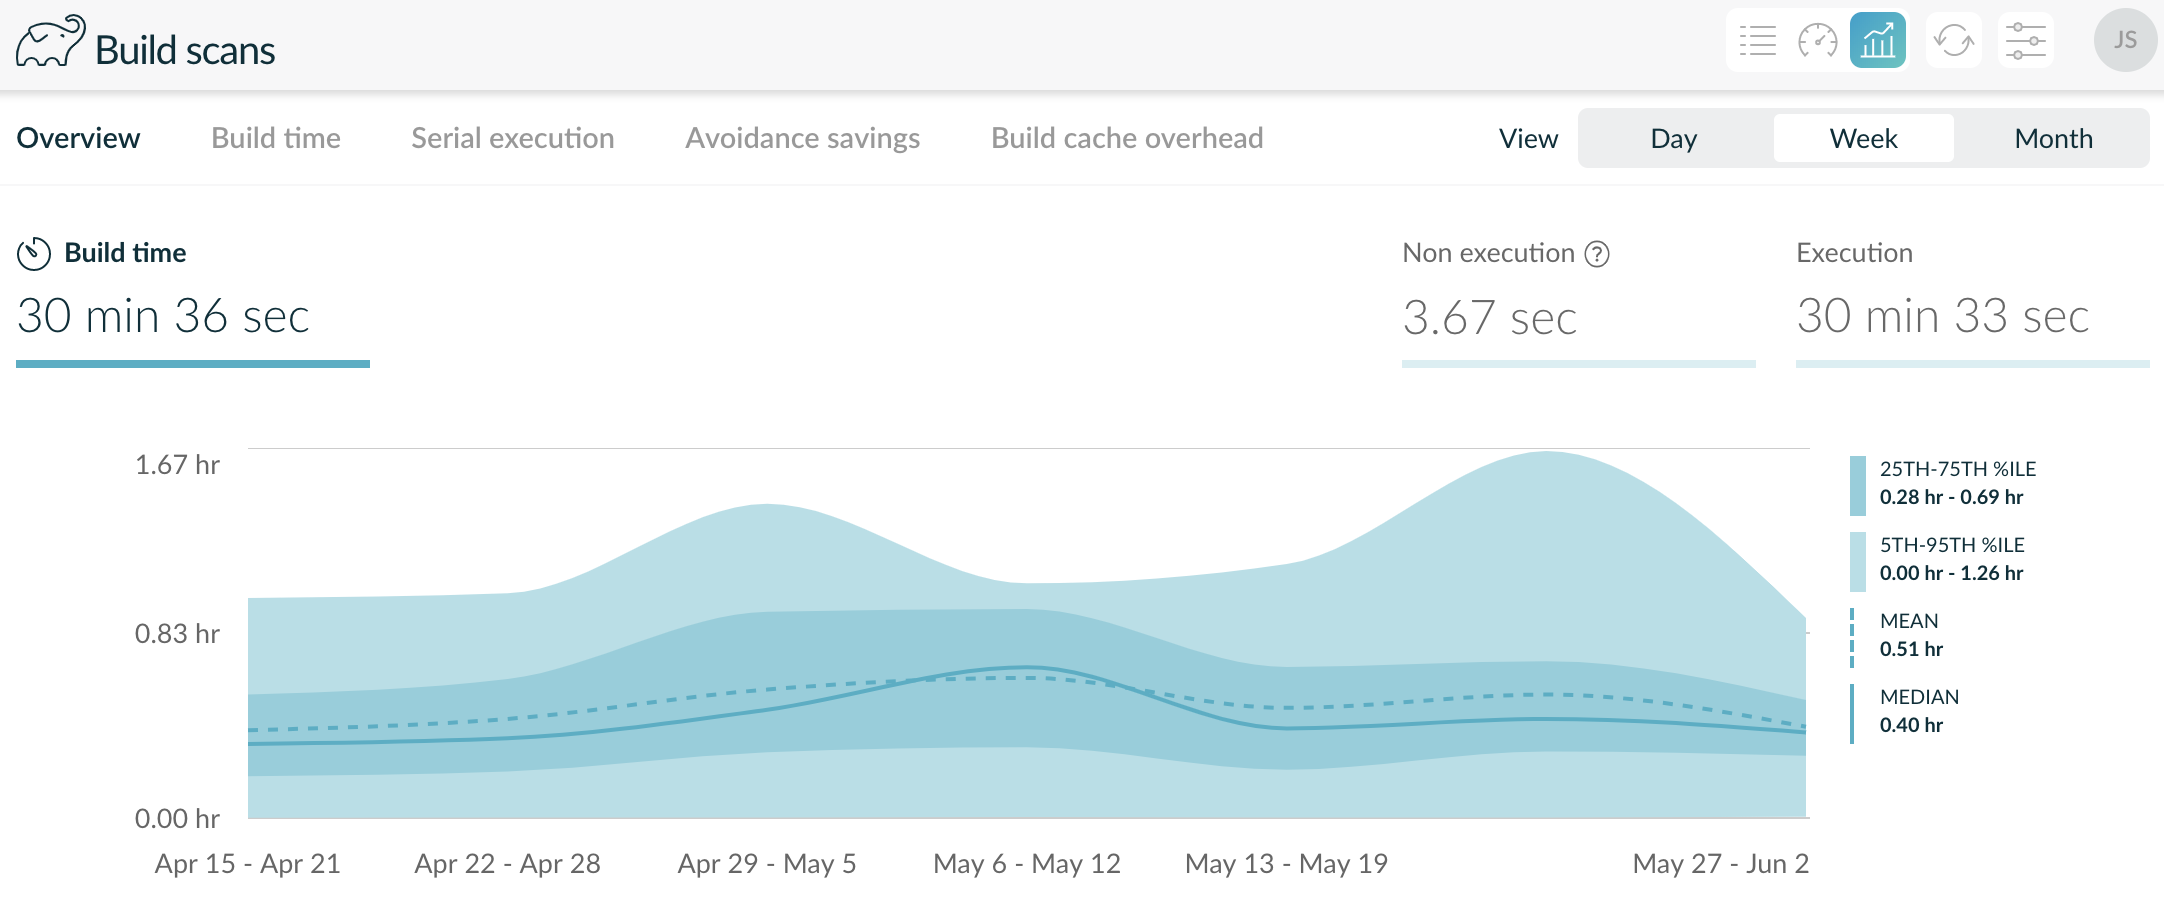 Build scans
JS
Overview
Build time
Serial execution
Avoidance savings
Build cache overhead
View
Day
Week
Month
Build time
30 min 36 sec
Non execution ?
3.67 sec
Execution
30 min 33 sec
1.67 hr
0.83 hr
0.00 hr
Apr 15 - Apr 21
Apr 22 - Apr 28
Apr 29 - May 5
May 6 - May 12
May 13 - May 19
May 27 - Jun 2
25TH-75TH %ILE
0.28 hr - 0.69 hr
5TH-95TH %ILE
0.00 hr - 1.26 hr
MEAN
0.51 hr
MEDIAN
0.40 hr